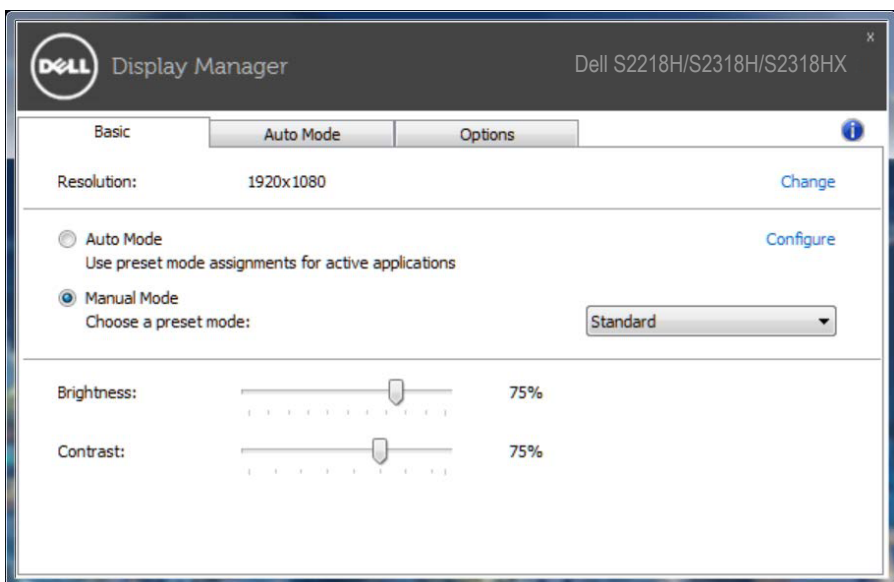 DELL Display Manager Dell S2218H/S2318H/S2318HX x
Basic Auto Mode Options i
Resolution: 1920x1080 Change
Auto Mode Configure
Use preset mode assignments for active applications
Manual Mode
Choose a preset mode: Standard
Brightness: 75%
Contrast: 75%